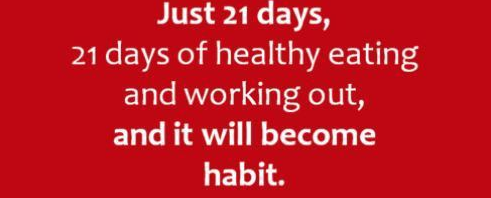 Just 21 days,
21 days of healthy eating
and working out,
and it will become
habit.